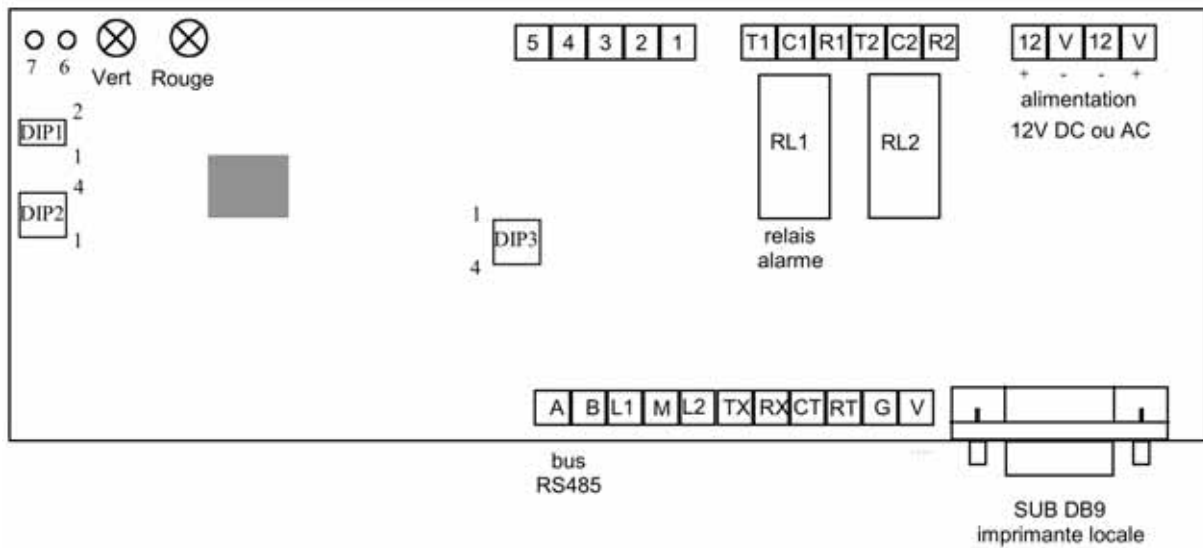 7 6 Vert Rouge
5 4 3 2 1
T1 C1 R1 T2 C2 R2
12 V 12 V
+ - - +
alimentation
12V DC ou AC
2
DIP1
1
4
DIP2
1
RL1
RL2
relais
alarme
1
DIP3
4
A B L1 M L2 TX RX CT RT G V
bus
RS485
SUB DB9
imprimante locale